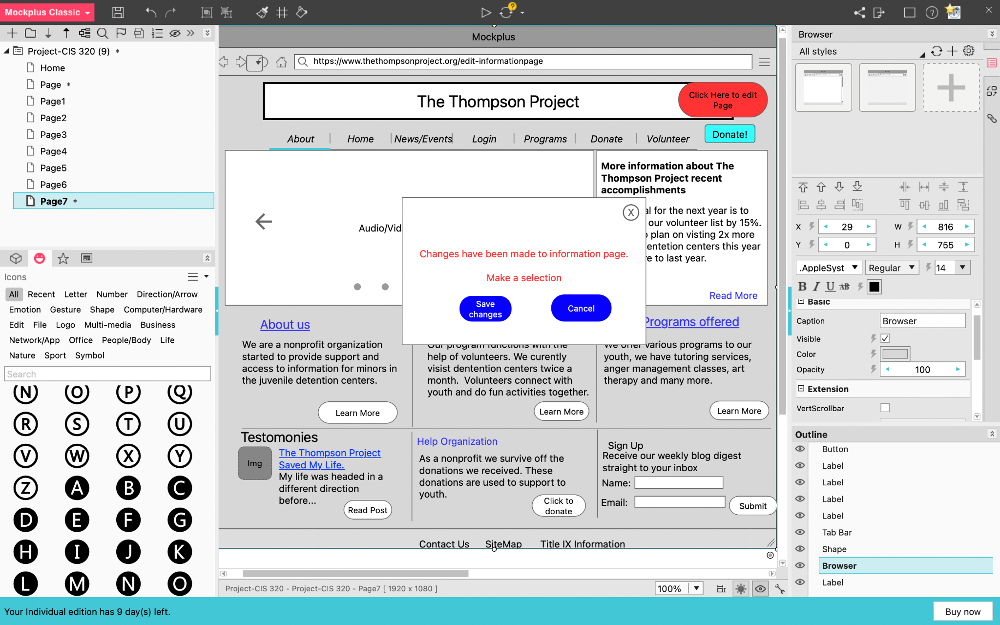 Mockplus Classic
?
?
Project-CIS 320 (9) *
Home
Page *
Page1
Page2
Page3
Page4
Page5
Page6
Page7 *
Icons
All Recent Letter Number Direction/Arrow
Emotion Gesture Shape Computer/Hardware
Edit File Logo Multi-media Business
Network/App Office People/Body Life
Nature Sport Symbol
Search
N O P Q
R S T U
V W X Y
Z A B C
D E F G
H I J K
L M N O
Mockplus
https://www.thethompsonproject.org/edit-informationpage
The Thompson Project
Click Here to edit
Page
About Home News/Events Login Programs Donate Volunteer
Donate!
Audio/Vid
More information about The
Thompson Project recent
accomplishments
al for the next year is to
our volunteer list by 15%.
plan on visting 2x more
entetion centers this year
e to last year.
Read More
X
Changes have been made to information page.
Make a selection
Save
changes
Cancel
About us
We are a nonprofit organization
started to provide support and
access to information for minors in
the juvenile detention centers.
Learn More
Our program functions with the
help of volunteers. We curently
visist dentention centers twice a
month. Volunteers connect with
youth and do fun activities together.
Learn More
Programs offered
We offer various programs to our
youth, we have tutoring services,
anger management classes, art
therapy and many more.
Learn More
Testomonies
Img
The Thompson Project
Saved My Life.
My life was headed in a
different direction
before...
Read Post
Help Organization
As a nonprofit we survive off the
donations we received. These
donations are used to support to
youth.
Click to
donate
Sign Up
Receive our weekly blog digest
straight to your inbox
Name:
Email:
Submit
Contact Us SiteMap Title IX Information
Project-CIS 320 - Project-CIS 320 - Page7 [ 1920 x 1080 ]
100%
Browser
All styles
X 29 W 816
Y 0 H 755
.AppleSyst Regular 14
B I U AB
Basic
Caption Browser
Visible
Color
Opacity 100
Extension
VertScrollbar
Outline
Button
Label
Label
Label
Label
Tab Bar
Shape
Browser
Label
Your Individual edition has 9 day(s) left.
Buy now